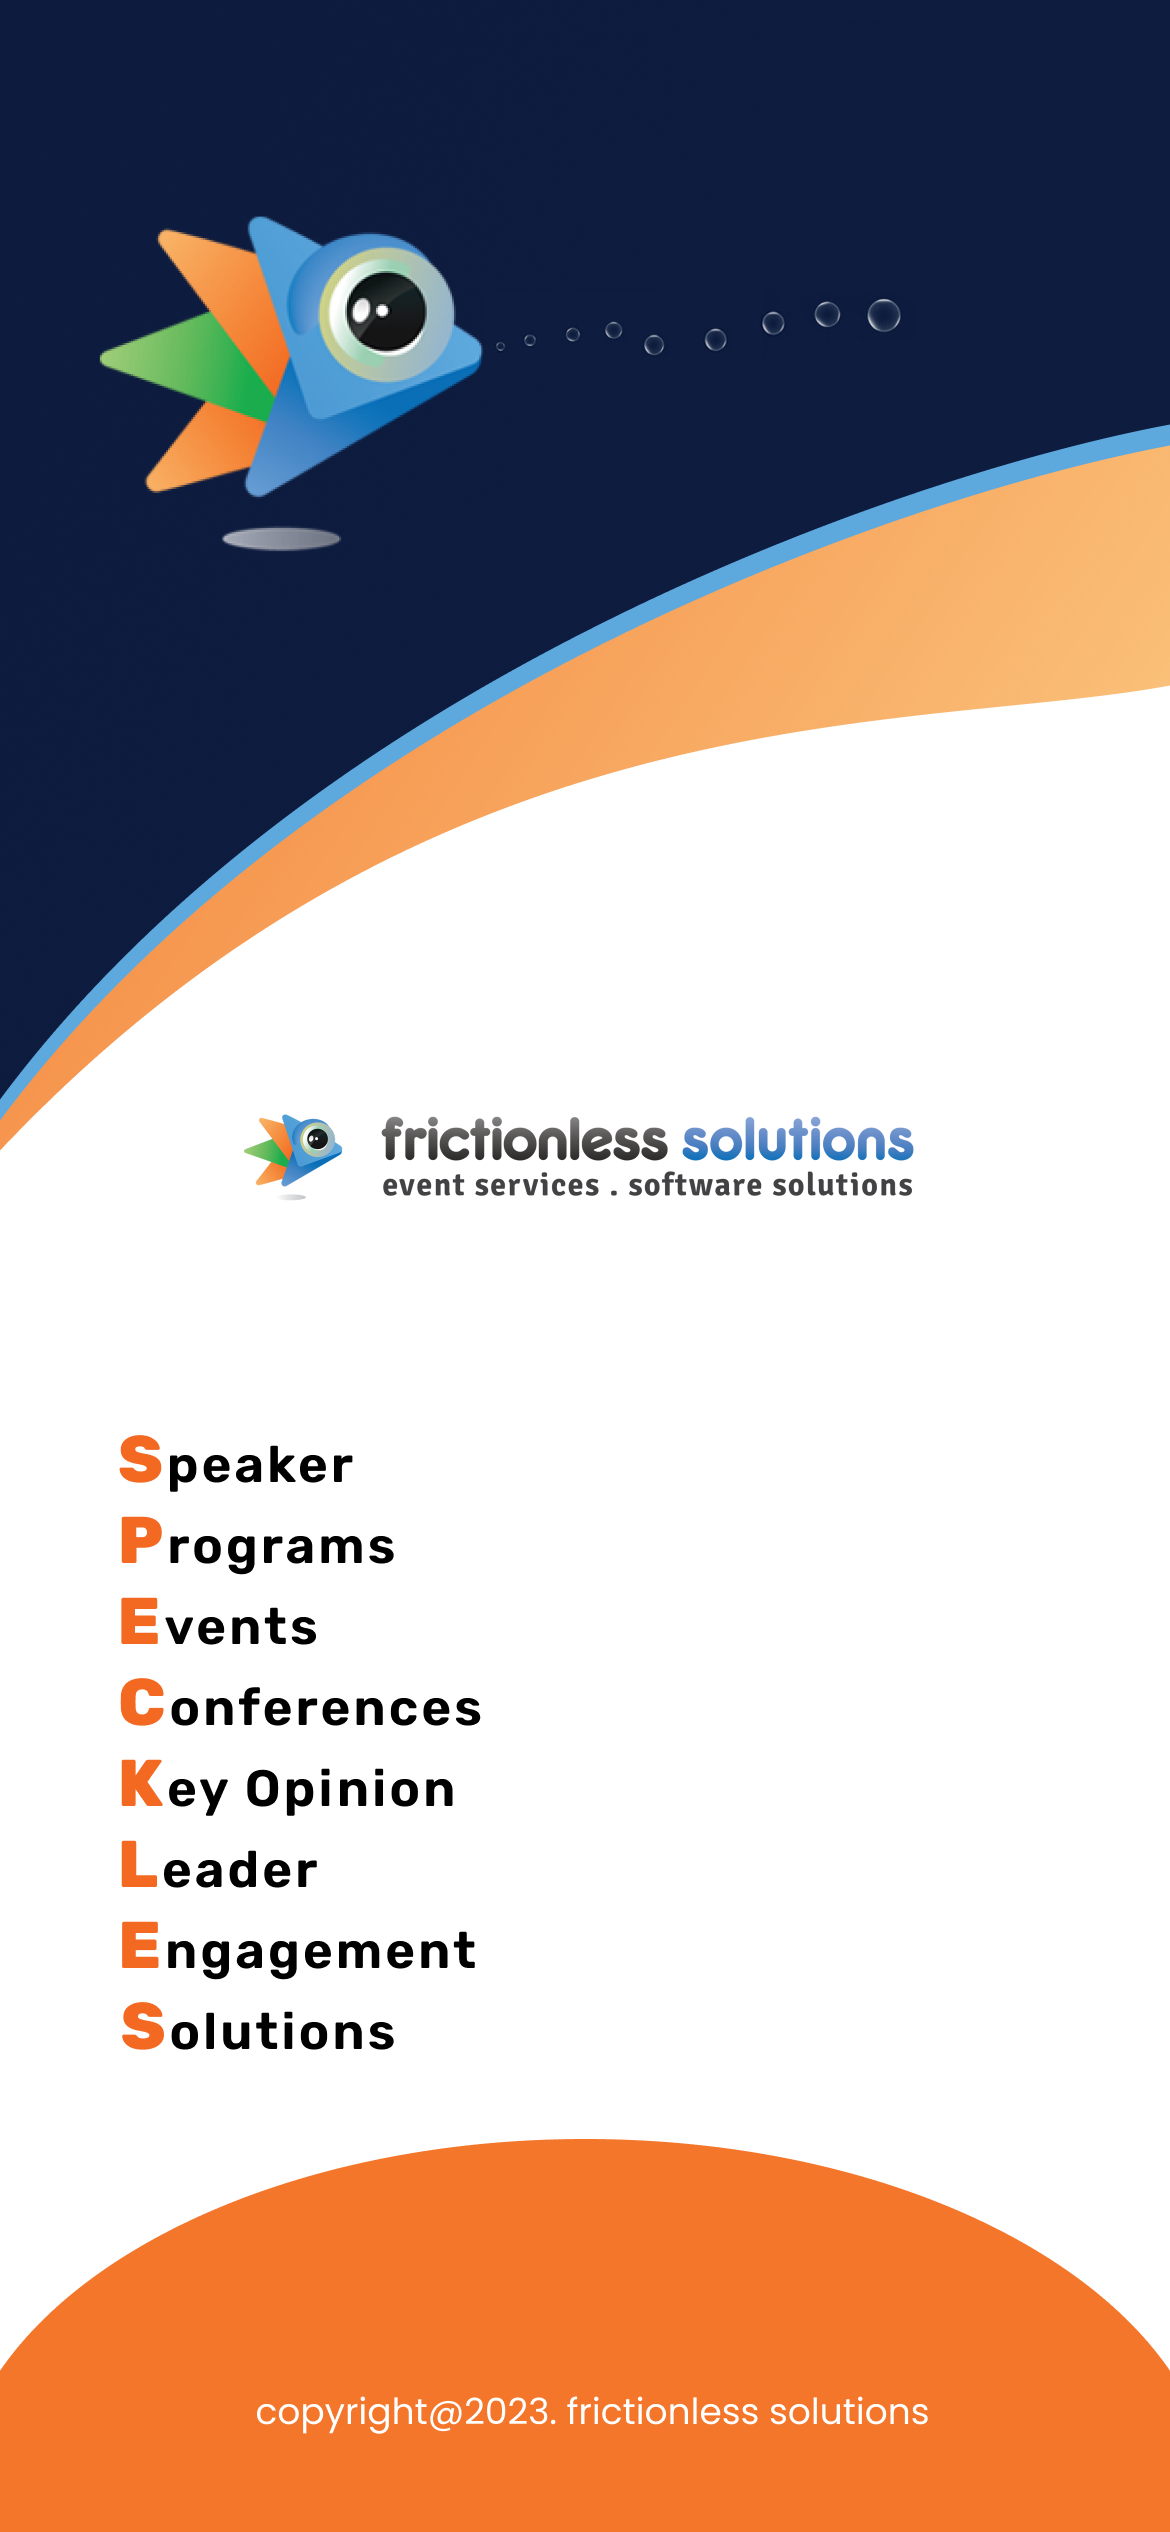 frictionless solutions
event services . software solutions
Speaker
Programs
Events
Conferences
Key Opinion
Leader
Engagement
Solutions
copyright@2023. frictionless solutions